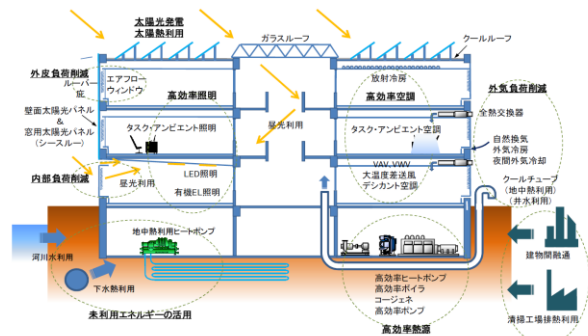 太陽光発電
太陽熱利用
ガラスルーフ
クールルーフ
外皮負荷削減
ルーバー
庇
エアフロー
ウィンドウ
高効率照明
放射冷房
高効率空調
外気負荷削減
全熱交換器
壁面太陽光パネル
&
窓用太陽光パネル
(シースルー)
タスク・アンビエント照明
昼光利用
タスク・アンビエント空調
自然換気
外気冷房
夜間外気冷却
内部負荷削減
昼光利用
LED照明
有機EL照明
VAV、VWV
大温度差送風
デシカント空調
クールチューブ
(地中熱利用)
(井水利用)
地中熱利用ヒートポンプ
河川水利用
下水熱利用
未利用エネルギーの活用
高効率ヒートポンプ
高効率ボイラ
コージェネ
高効率ポンプ
高効率熱源
建物間融通
清掃工場排熱利用